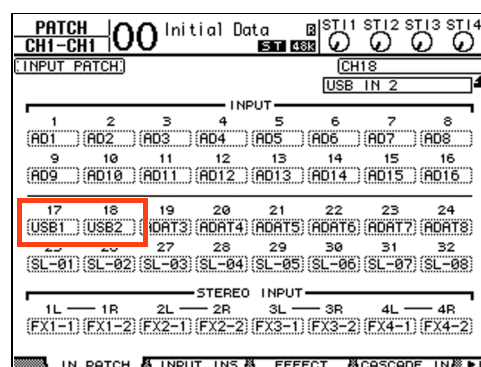 PATCH
CH1-CH1
00 Initial Data
R
ST 48K
ST11 ST12 ST13 ST14
INPUT PATCH
CH18
USB IN 2
INPUT
1 2 3 4 5 6 7 8
AD1 AD2 AD3 AD4 AD5 AD6 AD7 AD8
9 10 11 12 13 14 15 16
AD9 AD10 AD11 AD12 AD13 AD14 AD15 AD16
17 18 19 20 21 22 23 24
USB1 USB2 ADAT3 ADAT4 ADAT5 ADAT6 ADAT7 ADAT8
25 26 27 28 29 30 31 32
SL-01 SL-02 SL-03 SL-04 SL-05 SL-06 SL-07 SL-08
STEREO INPUT
1L 1R 2L 2R 3L 3R 4L 4R
FX1-1 FX1-2 FX2-1 FX2-2 FX3-1 FX3-2 FX4-1 FX4-2
IN PATCH INPUT INS EFFECT CASCADE IN